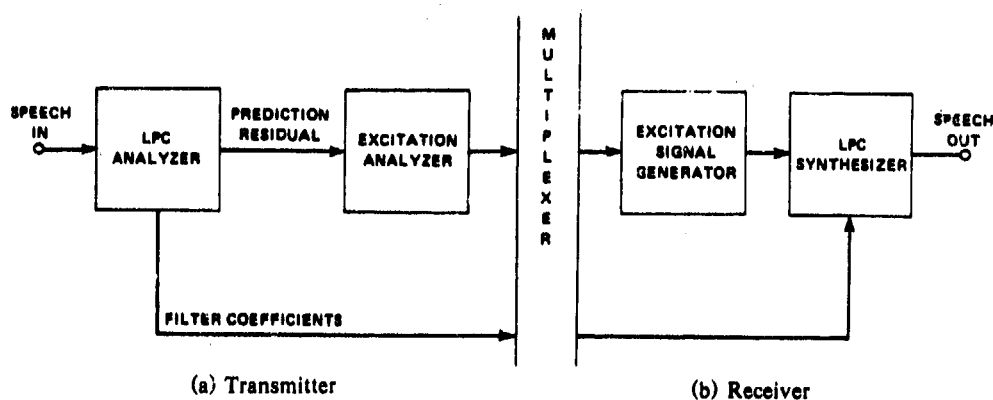 SPEECH
IN
LPC
ANALYZER
PREDICTION
RESIDUAL
EXCITATION
ANALYZER
MULTIPLEXER
EXCITATION
SIGNAL
GENERATOR
LPC
SYNTHESIZER
SPEECH
OUT
FILTER COEFFICIENTS
(a) Transmitter
(b) Receiver